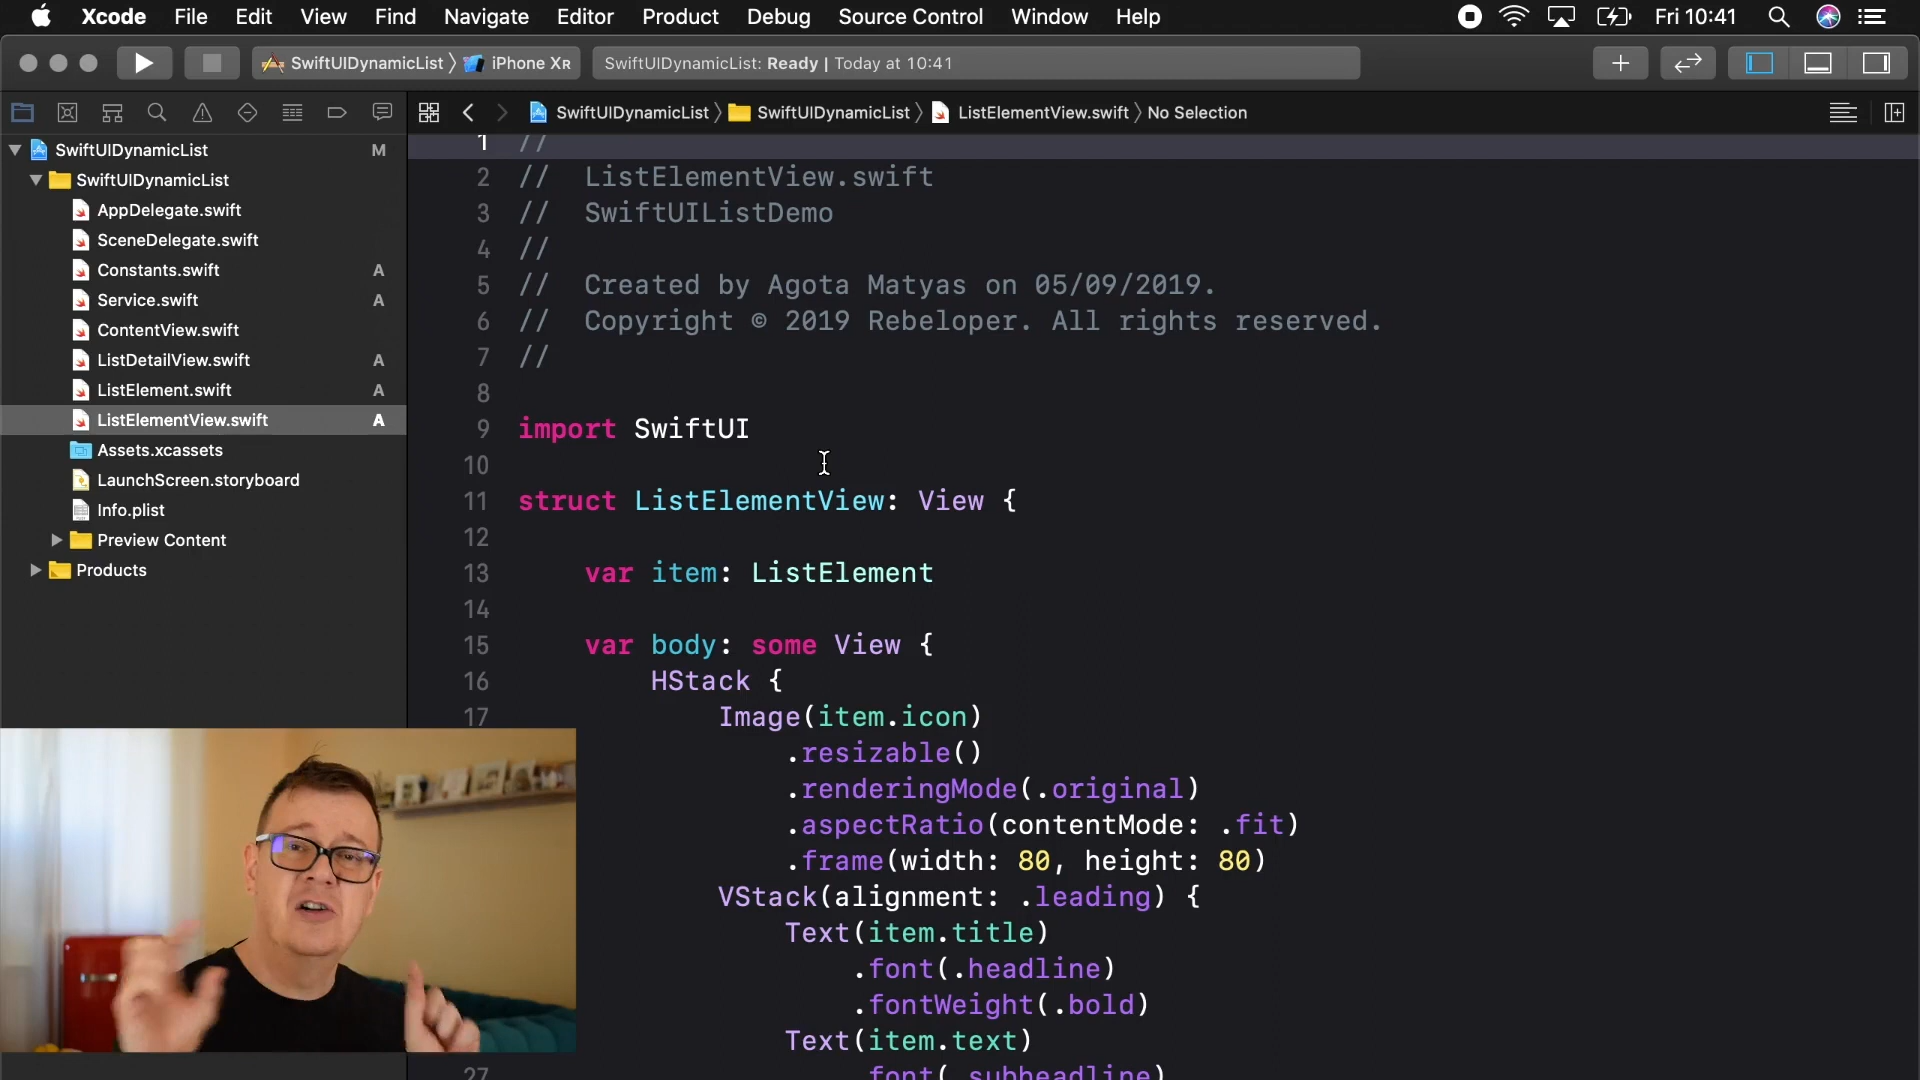 Xcode File Edit View Find Navigate Editor Product Debug Source Control Window Help Fri 10:41
SwiftUIDynamicList iPhone XR SwiftUIDynamicList: Ready | Today at 10:41
SwiftUIDynamicList SwiftUIDynamicList ListElementView.swift No Selection
SwiftUIDynamicList M
SwiftUIDynamicList
AppDelegate.swift
SceneDelegate.swift
Constants.swift A
Service.swift A
ContentView.swift
ListDetailView.swift A
ListElement.swift A
ListElementView.swift A
Assets.xcassets
LaunchScreen.storyboard
Info.plist
Preview Content
Products
1 //
2 //  ListElementView.swift
3 //  SwiftUIListDemo
4 //
5 //  Created by Agota Matyas on 05/09/2019.
6 //  Copyright © 2019 Rebeloper. All rights reserved.
7 //
8
9 import SwiftUI
10
11 struct ListElementView: View {
12
13     var item: ListElement
14
15     var body: some View {
16         HStack {
17             Image(item.icon)
.resizable()
.renderingMode(.original)
.aspectRatio(contentMode: .fit)
.frame(width: 80, height: 80)
VStack(alignment: .leading) {
Text(item.title)
.font(.headline)
.fontWeight(.bold)
Text(item.text)
27 .font(.subheadline)